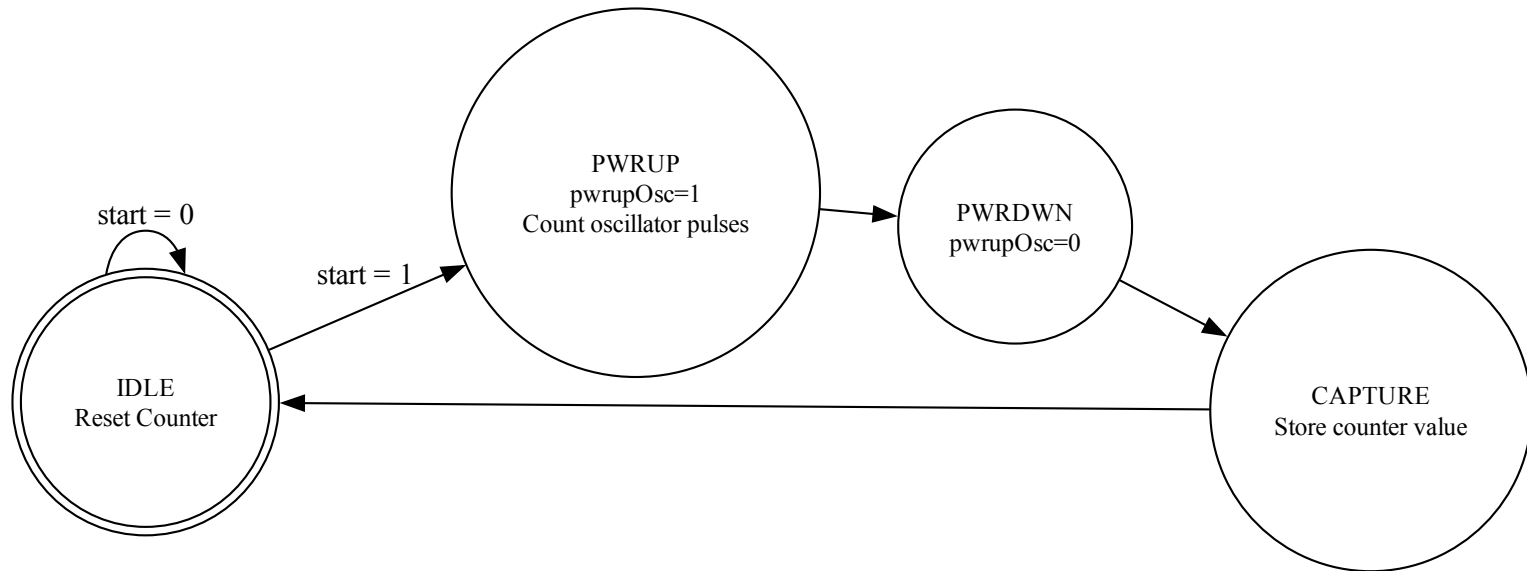 start = 0
IDLE
Reset Counter
start = 1
PWRUP
pwrupOsc=1
Count oscillator pulses
PWRDWN
pwrupOsc=0
CAPTURE
Store counter value